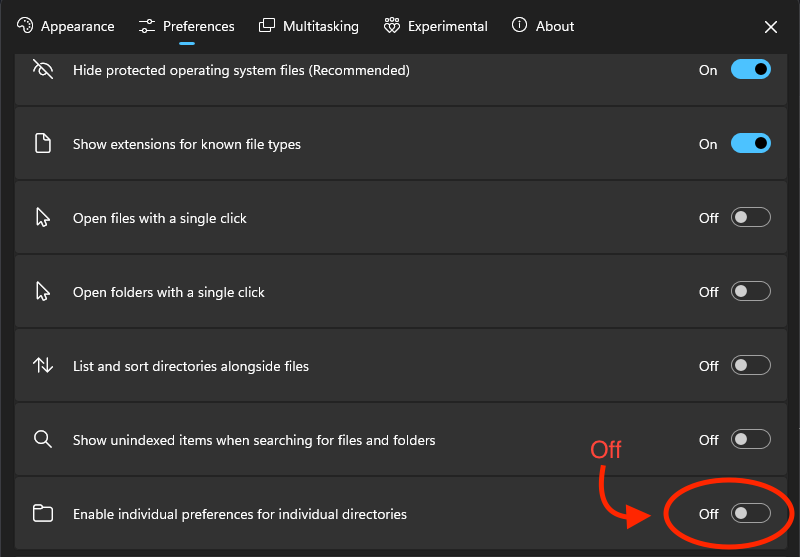 Appearance Preferences Multitasking Experimental About
Hide protected operating system files (Recommended) On
Show extensions for known file types On
Open files with a single click Off
Open folders with a single click Off
List and sort directories alongside files Off
Show unindexed items when searching for files and folders Off
Off
Enable individual preferences for individual directories Off